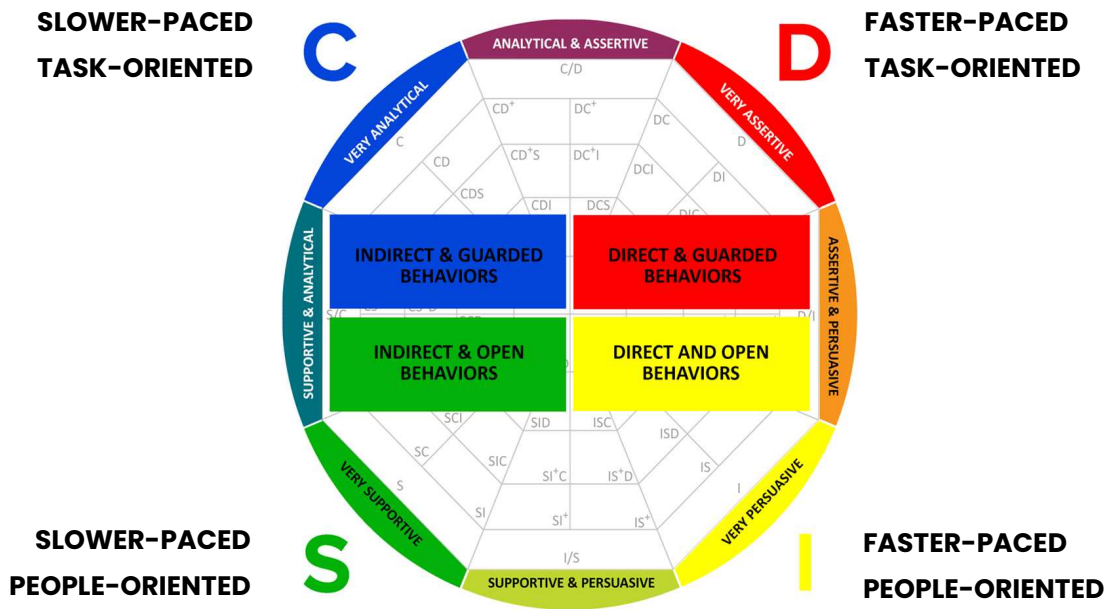 SLOWER-PACED
TASK-ORIENTED
C
ANALYTICAL & ASSERTIVE
D
FASTER-PACED
TASK-ORIENTED
VERY ANALYTICAL
VERY ASSERTIVE
C/D
CD⁺
DC⁺
DC
C
D
CD
CD⁺S
DC⁺I
DCI
DI
CDS
CDI
DCS
DIC
SUPPORTIVE & ANALYTICAL
INDIRECT & GUARDED
BEHAVIORS
DIRECT & GUARDED
BEHAVIORS
ASSERTIVE & PERSUASIVE
S/C
D/I
INDIRECT & OPEN
BEHAVIORS
DIRECT AND OPEN
BEHAVIORS
SCI
SID
ISC
ISD
SC
SIC
IS
S
SI⁺C
IS⁺D
I
SI
SI⁺
IS⁺
VERY SUPPORTIVE
VERY PERSUASIVE
I/S
SUPPORTIVE & PERSUASIVE
SLOWER-PACED
PEOPLE-ORIENTED
S
I
FASTER-PACED
PEOPLE-ORIENTED